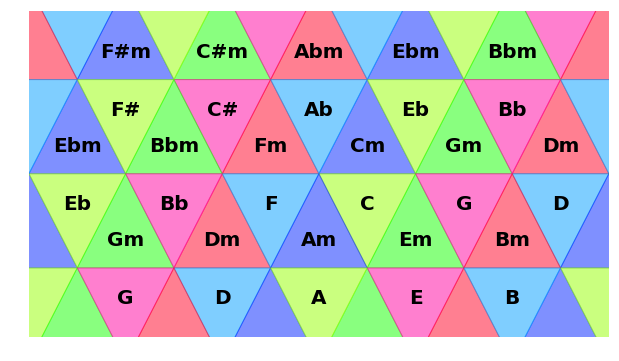 F#m C#m Abm Ebm Bbm
F# C# Ab Eb Bb
Ebm Bbm Fm Cm Gm Dm
Eb Bb F C G D
Gm Dm Am Em Bm
G D A E B